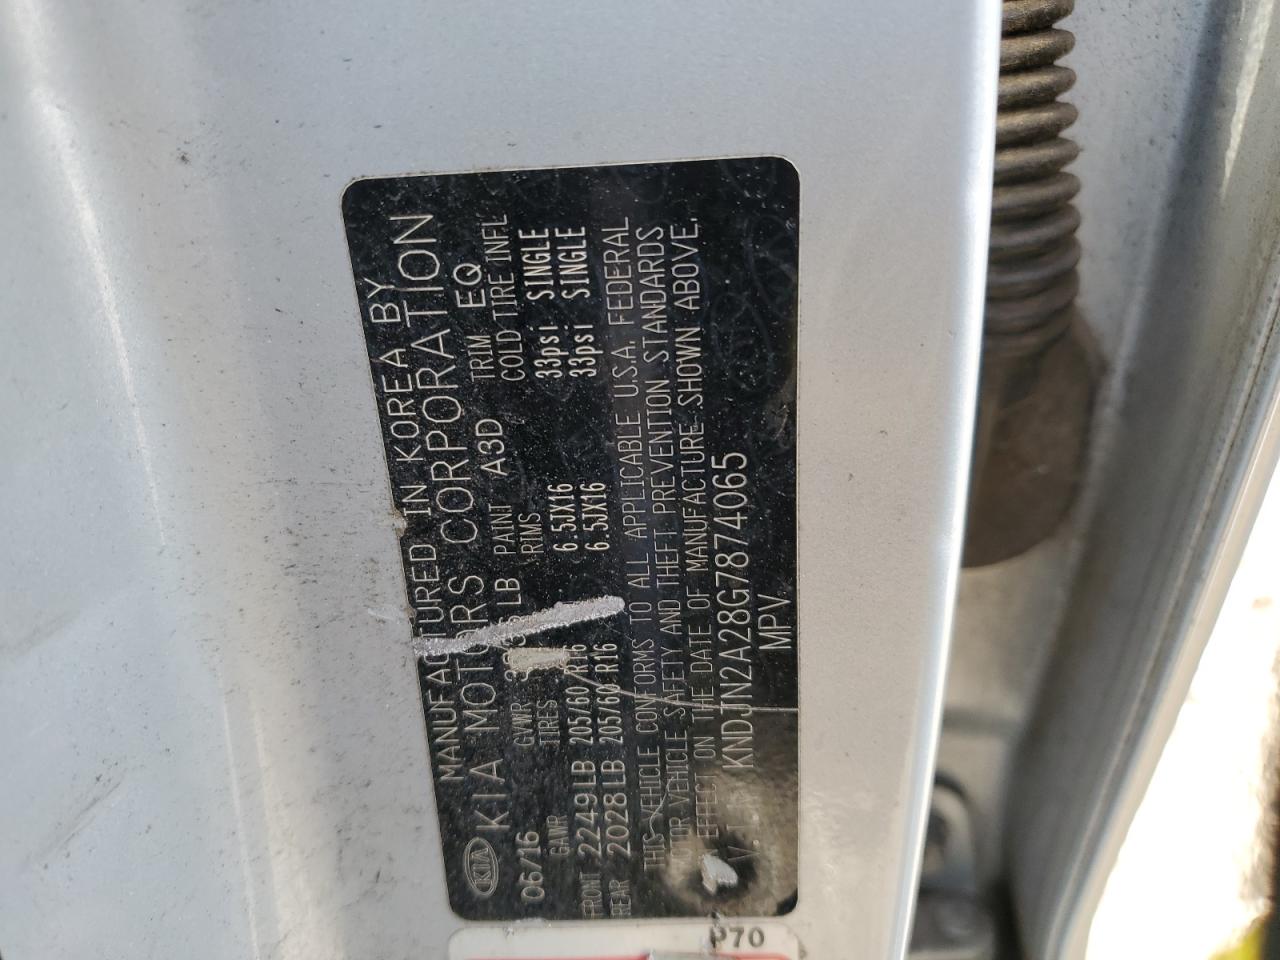 MANUFACTURED IN KOREA BY
KIA KIA MOTORS CORPORATION
06/16 GVWR: LB PAINT A3D TRIM EQ
GAWR TIRES RIMS COLD TIRE INFL
FRONT 2249LB 205/60 R16 6.5JX16 33psi SINGLE
REAR 2028LB 205/60 R16 6.5JX16 33psi SINGLE
THIS VEHICLE CONFORMS TO ALL APPLICABLE U.S.A. FEDERAL
MOTOR VEHICLE SAFETY AND THEFT PREVENTION STANDARDS
EFFECT ON THE DATE OF MANUFACTURE SHOWN ABOVE.
V. KNDJN2A28G7874065
MPV
P70